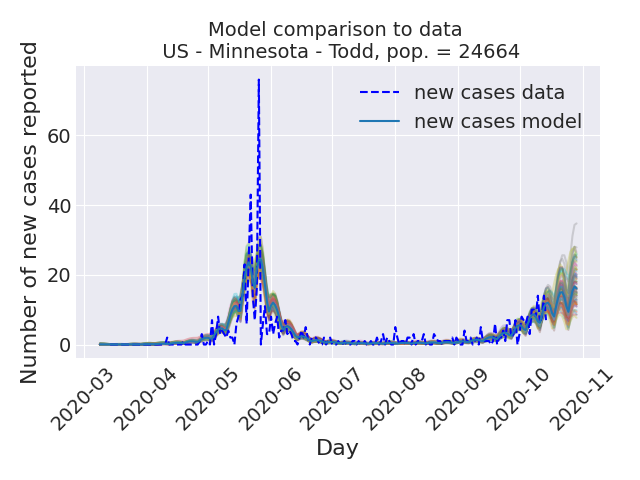 Model comparison to data
US - Minnesota - Todd, pop. = 24664
Number of new cases reported
60
40
20
0
new cases data
new cases model
2020-03
2020-04
2020-05
2020-06
2020-07
2020-08
2020-09
2020-10
2020-11
Day